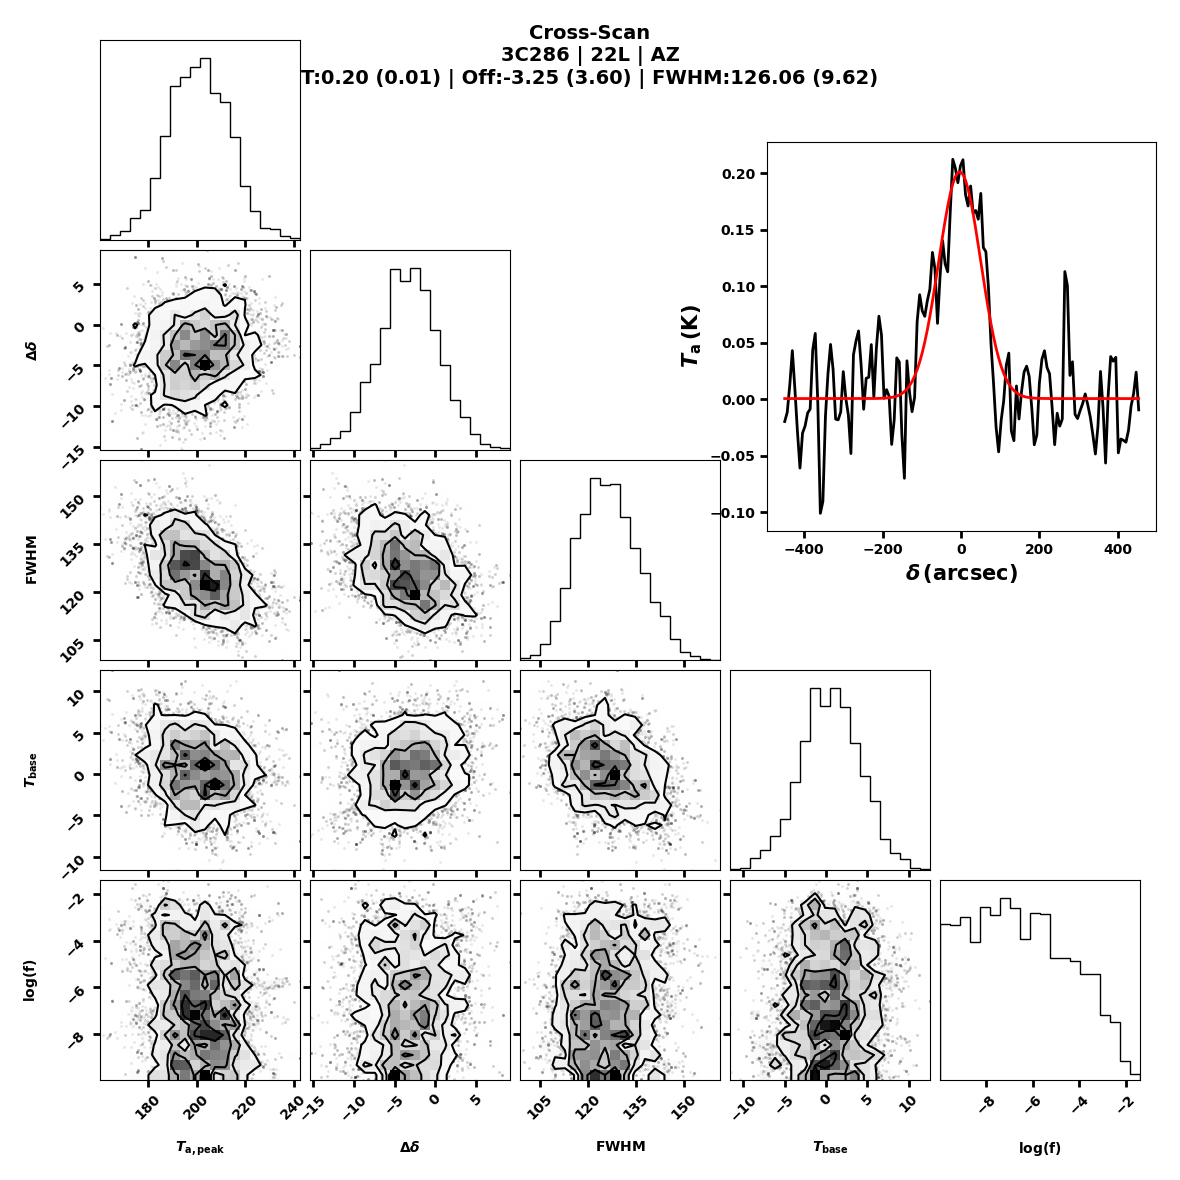 Cross-Scan
3C286 | 22L | AZ
T:0.20 (0.01) | Off:-3.25 (3.60) | FWHM:126.06 (9.62)
0.20
0.15
0.10
0.05
0.00
−0.05
−0.10
T_a (K)
−400 −200 0 200 400
δ (arcsec)
5
0
−5
−10
−15
Δδ
150
135
120
105
FWHM
10
5
0
−5
−10
T_base
−2
−4
−6
−8
log(f)
180 200 220 240
−15 −10 −5 0 5
105 120 135 150
−10 −5 0 5 10
−8 −6 −4 −2
T_a,peak
Δδ
FWHM
T_base
log(f)